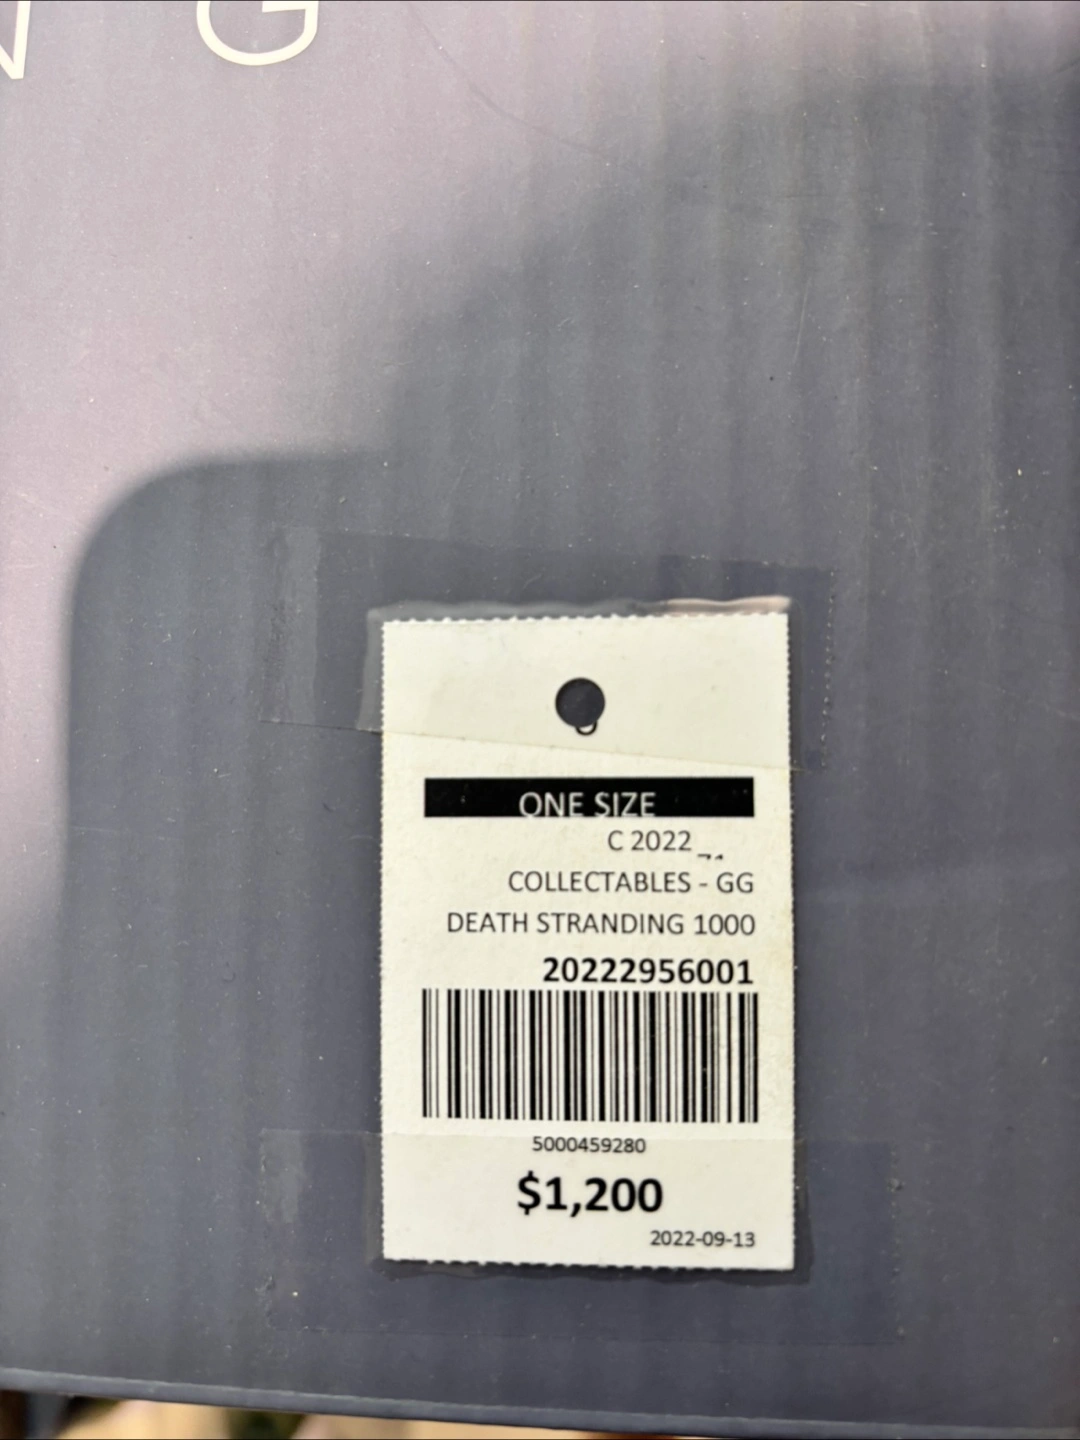 N G
ONE SIZE
C 2022
COLLECTABLES - GG
DEATH STRANDING 1000
20222956001
5000459280
$1,200
2022-09-13